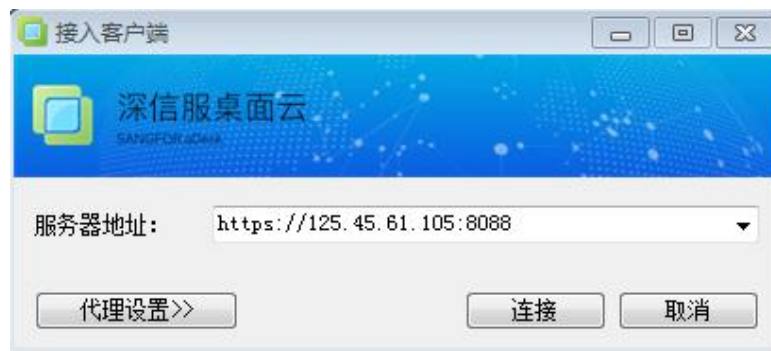 接入客户端
深信服桌面云
SANGFOR aDesk
服务器地址:
https://125.45.61.105:8088
代理设置>>
连接
取消